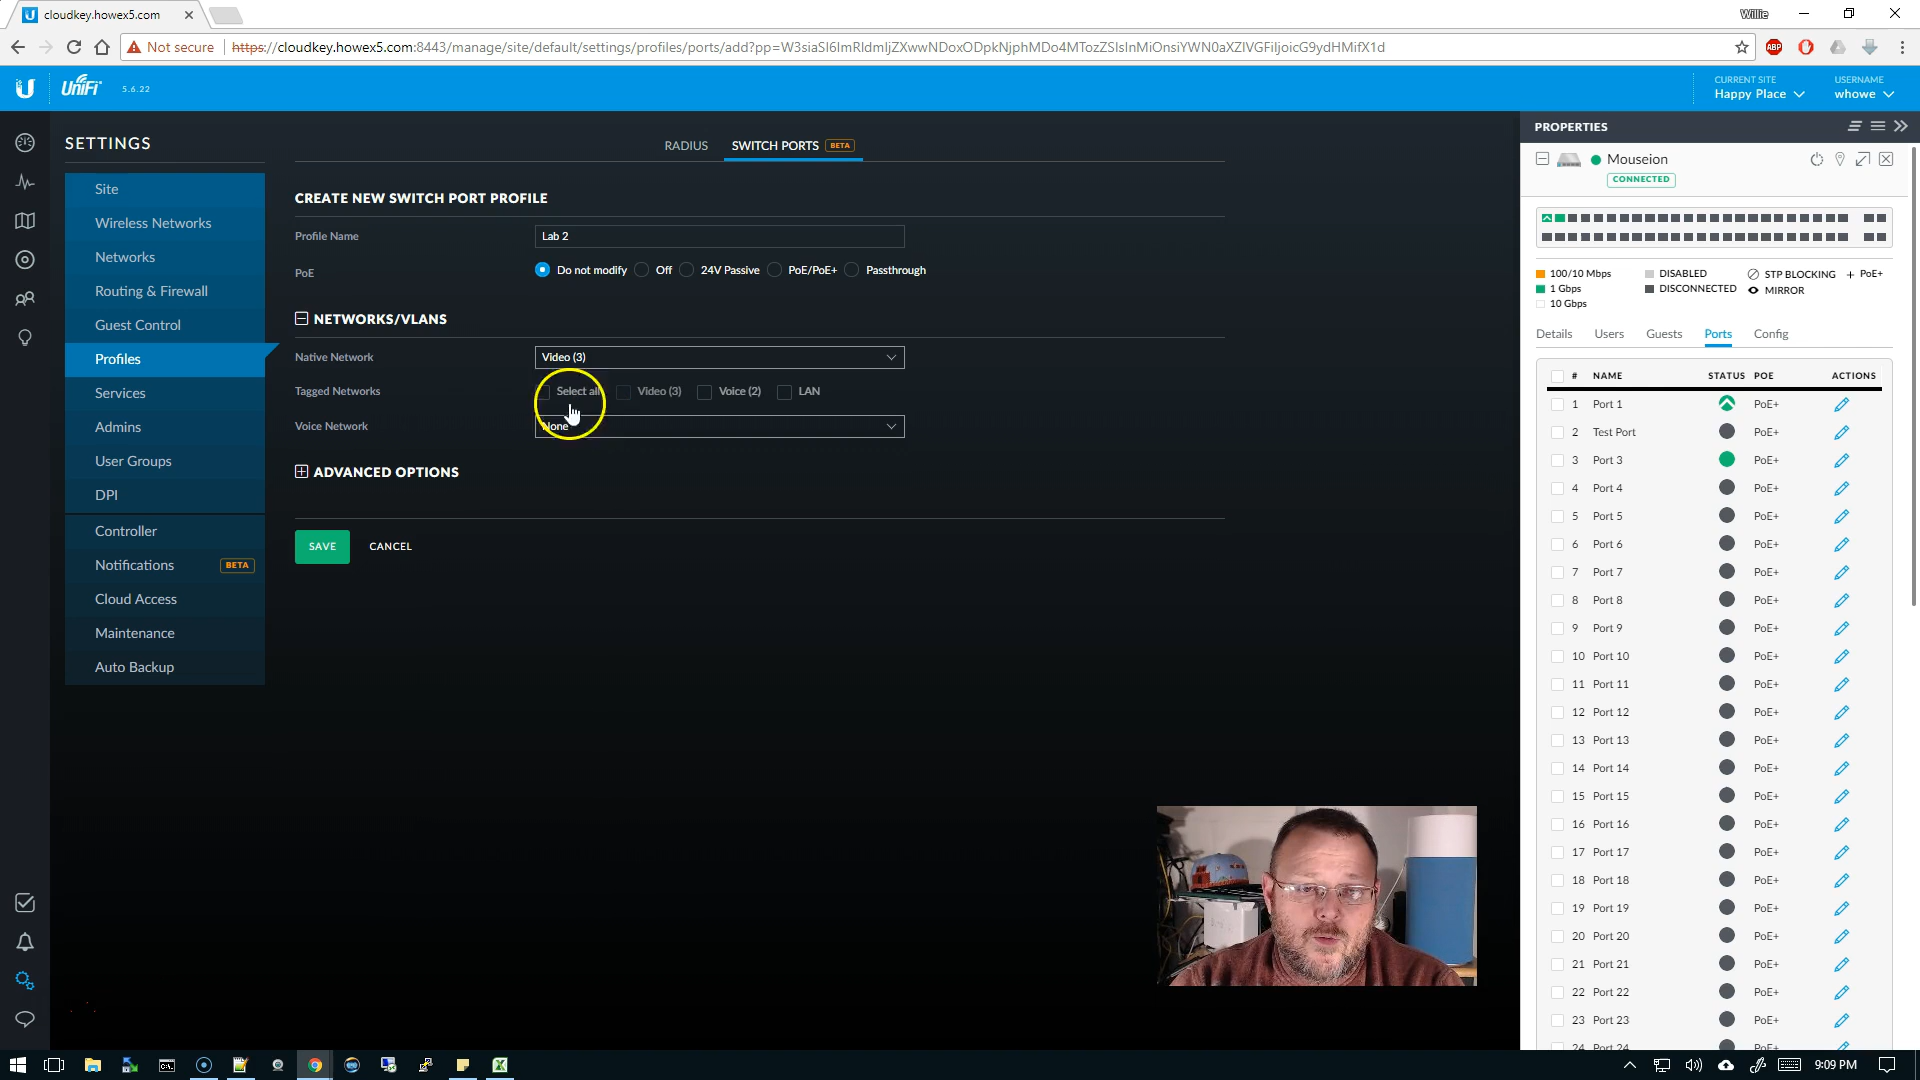 cloudkey.howex5.com
Willie
Not secure https://cloudkey.howex5.com:8443/manage/site/default/settings/profiles/ports/add?pp=
ABP
UniFi 5.6.22
CURRENT SITE
Happy Place
USERNAME
whowe
SETTINGS
Site
Wireless Networks
Networks
Routing & Firewall
Guest Control
Profiles
Services
Admins
User Groups
DPI
Controller
Notifications BETA
Cloud Access
Maintenance
Auto Backup
RADIUS SWITCH PORTS BETA
CREATE NEW SWITCH PORT PROFILE
Profile Name Lab 2
PoE Do not modify Off 24V Passive PoE/PoE+ Passthrough
NETWORKS/VLANS
Native Network Video (3)
Tagged Networks Select all Video (3) Voice (2) LAN
Voice Network None
ADVANCED OPTIONS
SAVE CANCEL
PROPERTIES
Mouseion
CONNECTED
100/10 Mbps DISABLED STP BLOCKING + PoE+
1 Gbps DISCONNECTED MIRROR
10 Gbps
Details Users Guests Ports Config
# NAME STATUS POE ACTIONS
1 Port 1 PoE+
2 Test Port PoE+
3 Port 3 PoE+
4 Port 4 PoE+
5 Port 5 PoE+
6 Port 6 PoE+
7 Port 7 PoE+
8 Port 8 PoE+
9 Port 9 PoE+
10 Port 10 PoE+
11 Port 11 PoE+
12 Port 12 PoE+
13 Port 13 PoE+
14 Port 14 PoE+
15 Port 15 PoE+
16 Port 16 PoE+
17 Port 17 PoE+
18 Port 18 PoE+
19 Port 19 PoE+
20 Port 20 PoE+
21 Port 21 PoE+
22 Port 22 PoE+
23 Port 23 PoE+
24 Port 24 PoE+
9:09 PM